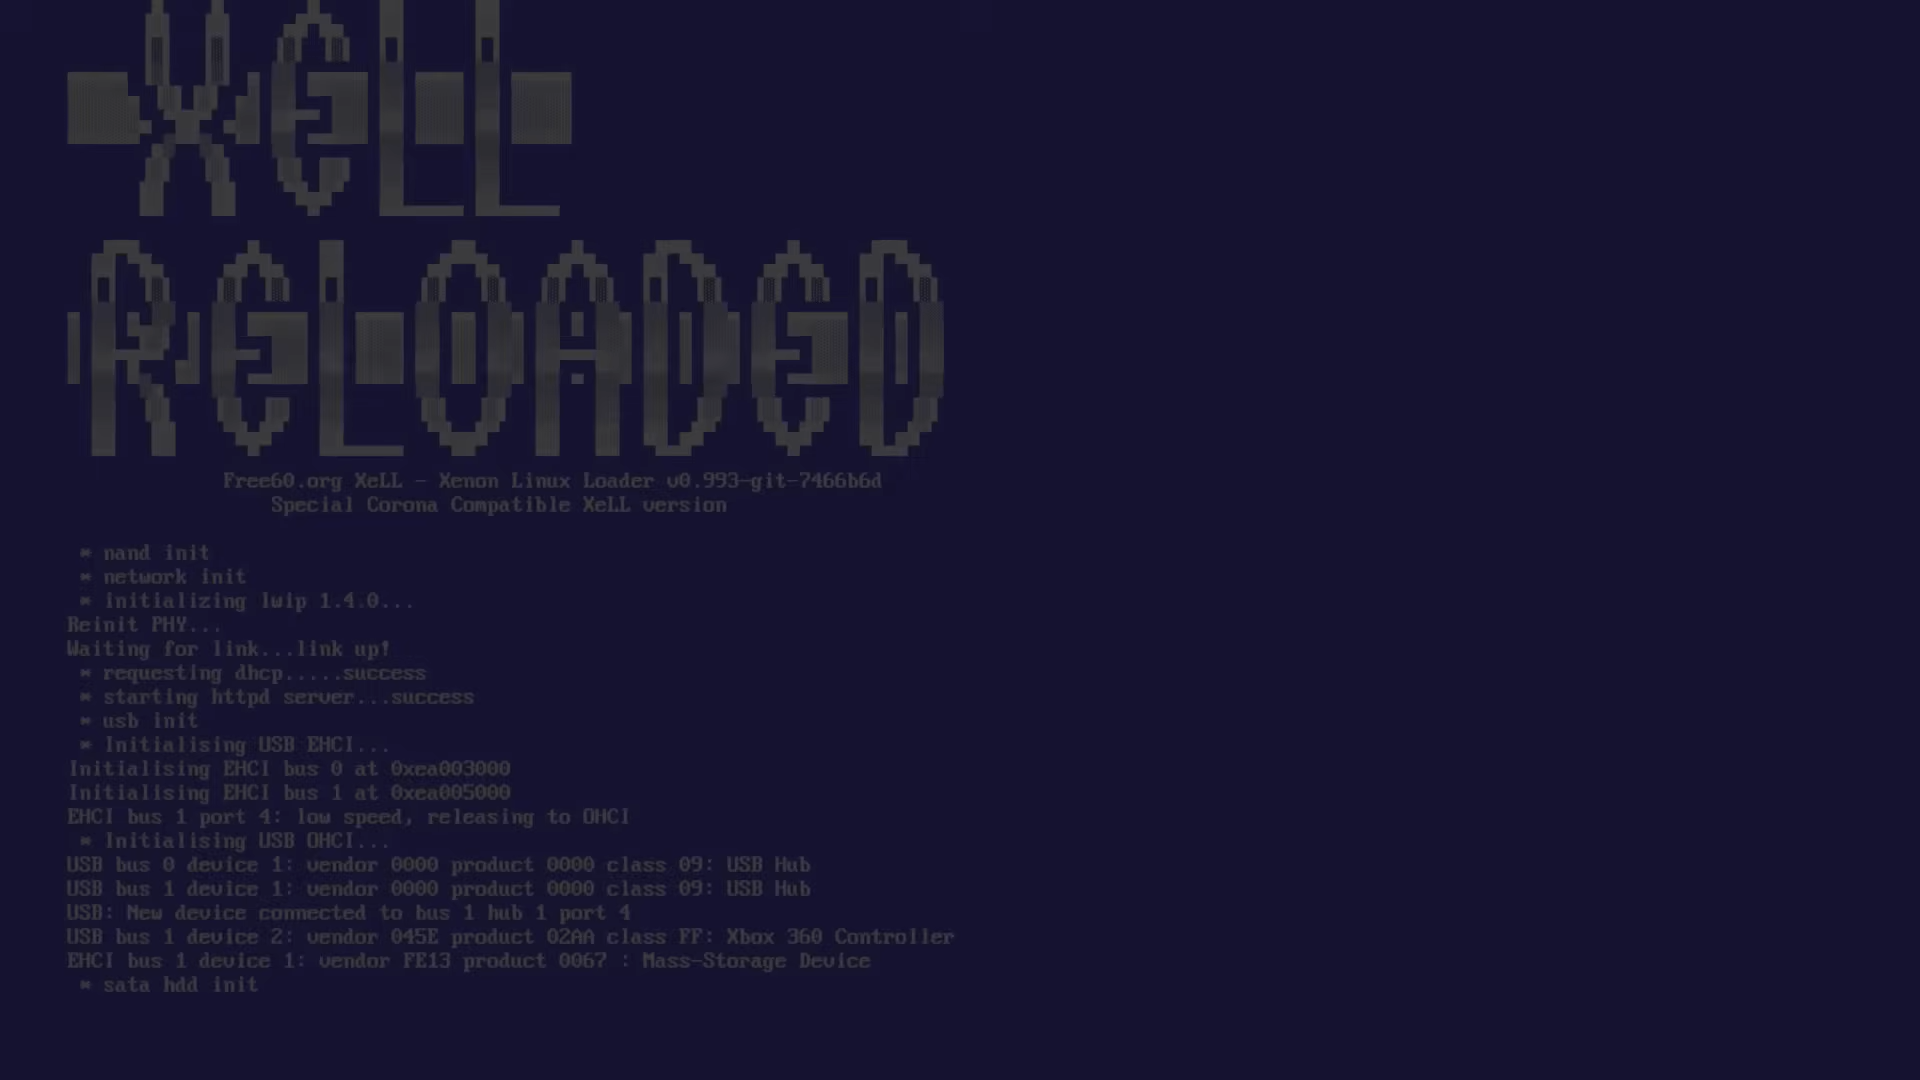 XeLL
RELOADED
Free60.org XeLL - Xenon Linux Loader v0.993-git-7466b6d
Special Corona Compatible XeLL version
* nand init
* network init
* initializing lwip 1.4.0...
Reinit PHY...
Waiting for link...link up!
* requesting dhcp.....success
* starting httpd server...success
* usb init
* Initialising USB EHCI...
Initialising EHCI bus 0 at 0xea003000
Initialising EHCI bus 1 at 0xea005000
EHCI bus 1 port 4: low speed, releasing to OHCI
* Initialising USB OHCI...
USB bus 0 device 1: vendor 0000 product 0000 class 09: USB Hub
USB bus 1 device 1: vendor 0000 product 0000 class 09: USB Hub
USB: New device connected to bus 1 hub 1 port 4
USB bus 1 device 2: vendor 045E product 02AA class FF: Xbox 360 Controller
EHCI bus 1 device 1: vendor FE13 product 0067 : Mass-Storage Device
* sata hdd init